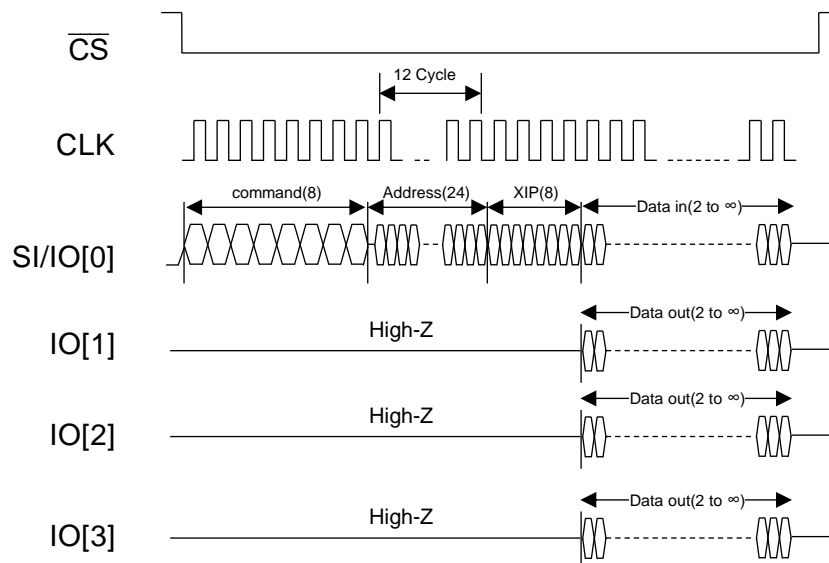 CS
12 Cycle
CLK
command(8)
Address(24)
XIP(8)
Data in(2 to ∞)
SI/IO[0]
Data out(2 to ∞)
High-Z
IO[1]
Data out(2 to ∞)
High-Z
IO[2]
Data out(2 to ∞)
High-Z
IO[3]